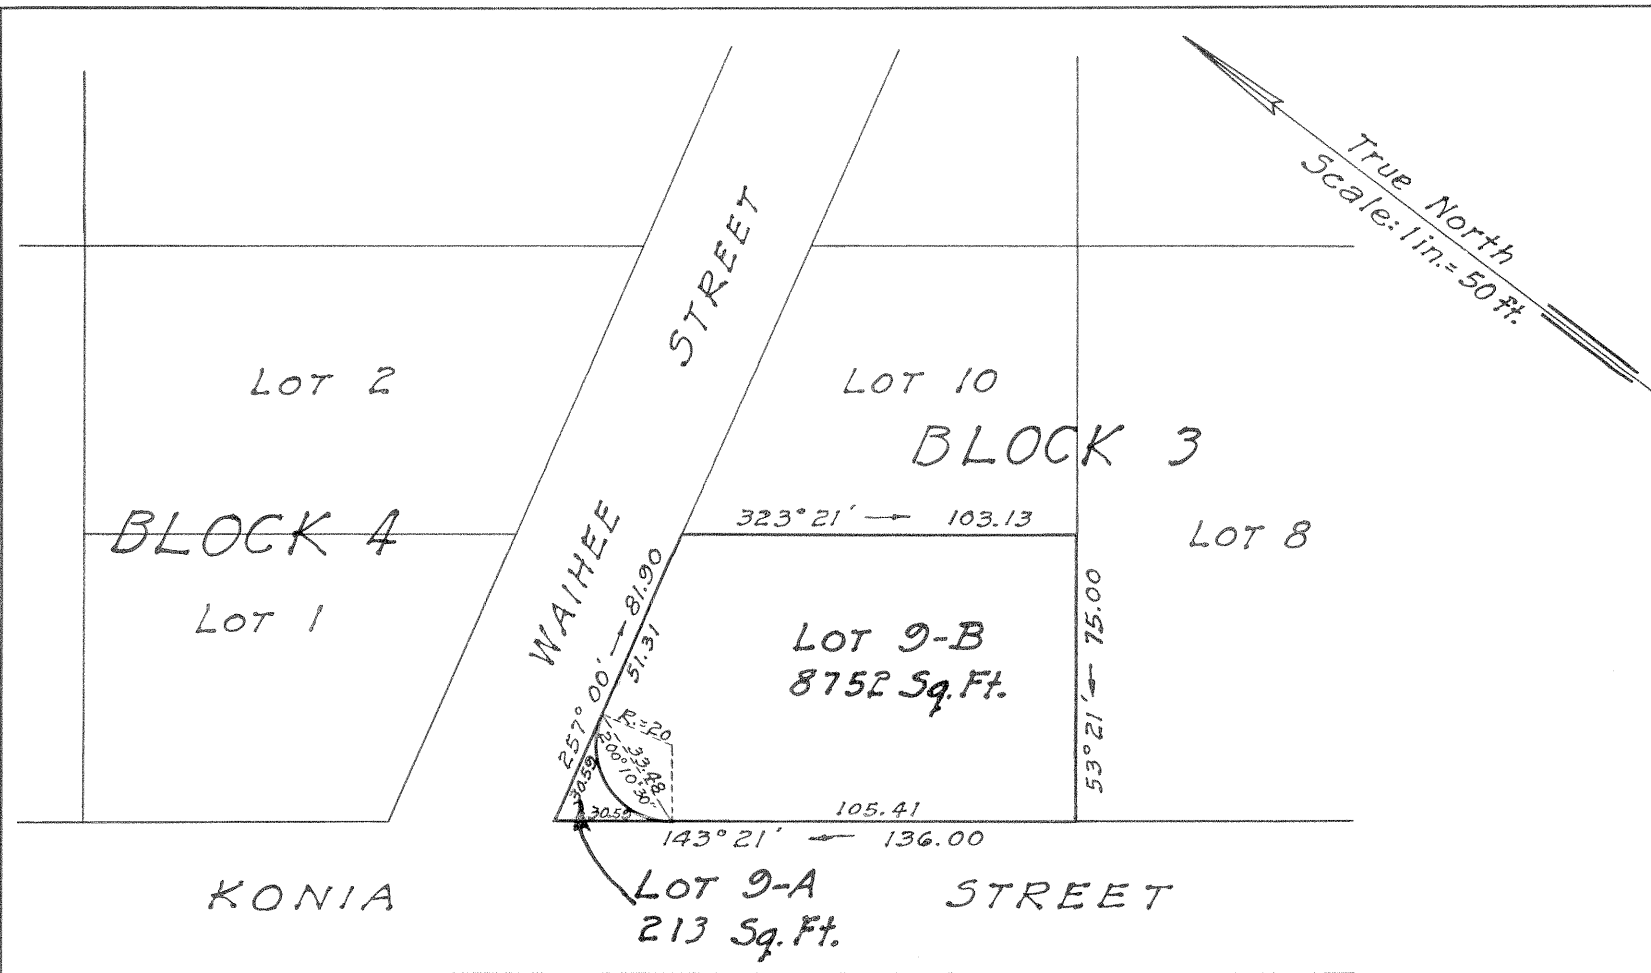 True North
Scale: 1 in.= 50 ft.
STREET
LOT 2
LOT 10
BLOCK 3
323° 21' → 103.13
BLOCK 4
LOT 8
WAIHEE
LOT 1
257° 00' → 81.90
51.31
LOT 9-B
8752 Sq. Ft.
53° 21' ← 75.00
R.=20
33.48
200° 10' 30"
30.59
30.59
105.41
143° 21' ← 136.00
KONIA
LOT 9-A
213 Sq. Ft.
STREET